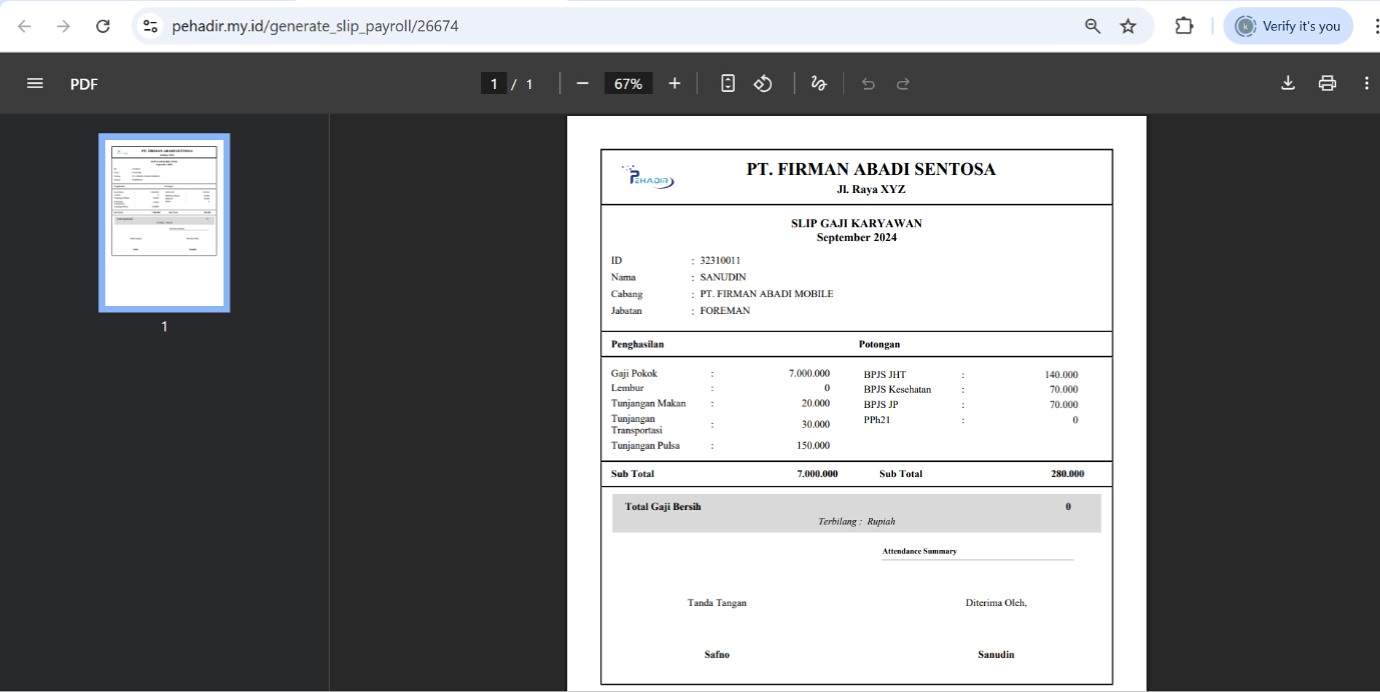 pehadir.my.id/generate_slip_payroll/26674
Verify it's you
PDF
1 / 1
67%
1
PEHADIR
PT. FIRMAN ABADI SENTOSA
Jl. Raya XYZ
SLIP GAJI KARYAWAN
September 2024
ID : 32310011
Nama : SANUDIN
Cabang : PT. FIRMAN ABADI MOBILE
Jabatan : FOREMAN
Penghasilan Potongan
Gaji Pokok : 7.000.000 BPJS JHT : 140.000
Lembur : 0 BPJS Kesehatan : 70.000
Tunjangan Makan : 20.000 BPJS JP : 70.000
Tunjangan
Transportasi : 30.000 PPh21 : 0
Tunjangan Pulsa : 150.000
Sub Total 7.000.000 Sub Total 280.000
Total Gaji Bersih 0
Terbilang : Rupiah
Attendance Summary
Tanda Tangan Diterima Oleh,
Safno Sanudin